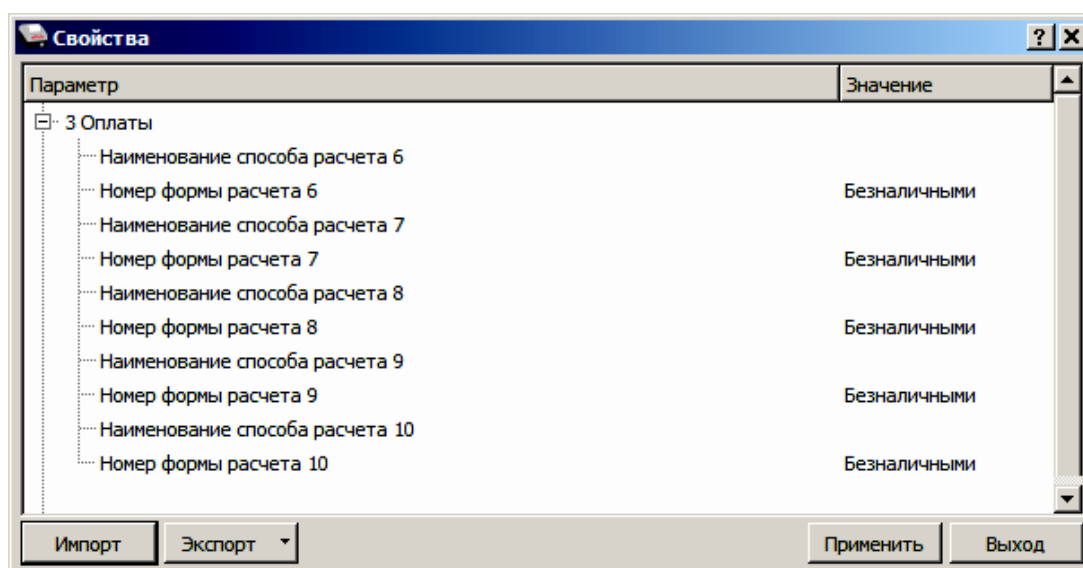 Свойства
Параметр Значение
3 Оплаты
Наименование способа расчета 6
Номер формы расчета 6 Безналичными
Наименование способа расчета 7
Номер формы расчета 7 Безналичными
Наименование способа расчета 8
Номер формы расчета 8 Безналичными
Наименование способа расчета 9
Номер формы расчета 9 Безналичными
Наименование способа расчета 10
Номер формы расчета 10 Безналичными
Импорт Экспорт Применить Выход